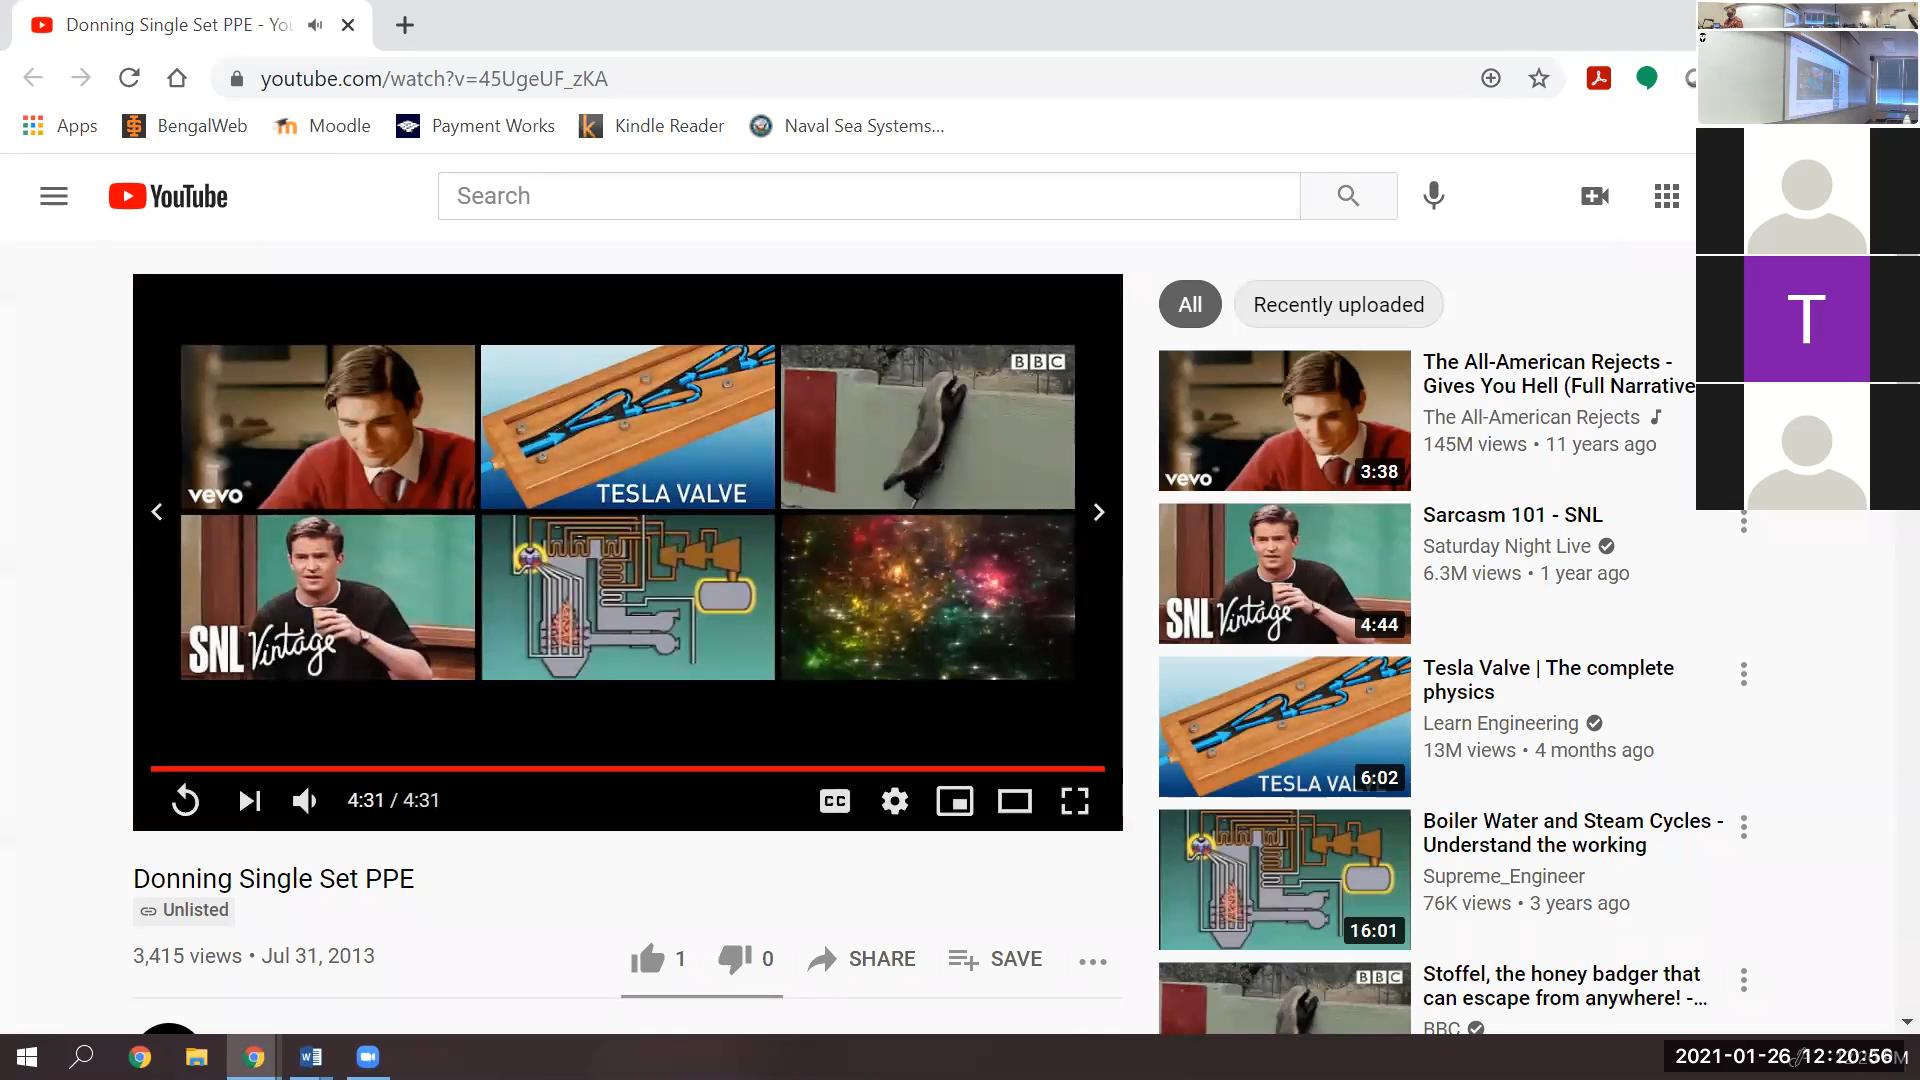 Donning Single Set PPE - You
youtube.com/watch?v=45UgeUF_zKA
Apps
BengalWeb
Moodle
Payment Works
Kindle Reader
Naval Sea Systems...
YouTube
Search
BBC
vevo
TESLA VALVE
SNL Vintage
4:31 / 4:31
CC
Donning Single Set PPE
Unlisted
3,415 views • Jul 31, 2013
1
0
SHARE
SAVE
All
Recently uploaded
vevo
3:38
The All-American Rejects -
Gives You Hell (Full Narrative
The All-American Rejects
145M views • 11 years ago
SNL Vintage
4:44
Sarcasm 101 - SNL
Saturday Night Live
6.3M views • 1 year ago
TESLA VAL
6:02
Tesla Valve | The complete
physics
Learn Engineering
13M views • 4 months ago
16:01
Boiler Water and Steam Cycles -
Understand the working
Supreme_Engineer
76K views • 3 years ago
BBC
Stoffel, the honey badger that
can escape from anywhere! -...
BBC
T
2021-01-26 12:20:56